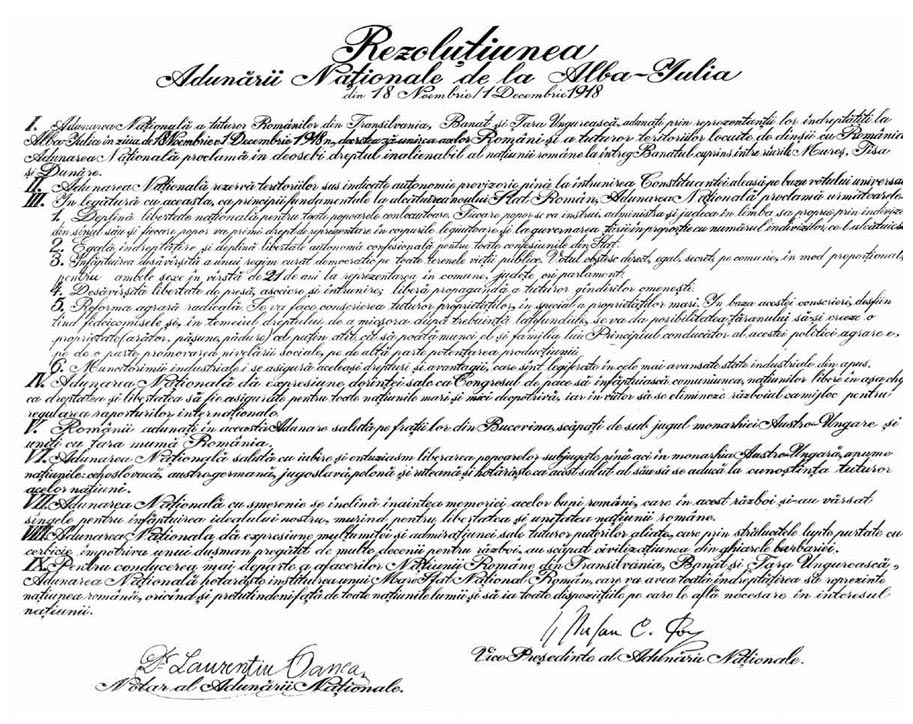 Rezoluțiunea
Adunării Naționale de la Alba-Iulia
din 18 Noembrie/1 Decembrie 1918
I. Adunarea Națională a tuturor Românilor din Transilvania, Banat și Țara Ungurească, adunați prin reprezentanții lor îndreptățiți la
Alba-Iulia în ziua de 18 Noembrie/1 Decembrie 1918, decretează unirea acelor Români și a tuturor teritoriilor locuite de dînșii cu România.
Adunarea Națională proclamă în deosebi dreptul inalienabil al națiunii române la întreg Banatul cuprins între rîurile Mureș, Tisa
și Dunăre.
II. Adunarea Națională rezervă teritoriilor sus indicate autonomie provizorie pînă la întrunirea Constituantei aleasă pe baza votului universal
III. În legătură cu aceasta, ca principii fundamentale la alcătuirea noului Stat Român, Adunarea Națională proclamă următoarele:
1. Deplină libertate națională pentru toate popoarele conlocuitoare. Fiecare popor se va instrui, administra și judeca în limba sa proprie prin indivizi
din sînul său și fiecare popor va primi drept de reprezentare în corpurile legiuitoare și la guvernarea țării în proporție cu numărul indivizilor ce-l alcătuiesc
2. Egală îndreptățire și deplină libertate autonomă confesională pentru toate confesiunile din Stat.
3. Înfăptuirea desăvîrșită a unui regim curat democratic pe toate terenele vieții publice. Votul obștesc, direct, egal, secret, pe comune, în mod proporțional,
pentru ambele sexe în vîrstă de 21 de ani la reprezentarea în comune, județe ori parlament.
4. Desăvîrșită libertate de presă, asociere și întrunire; liberă propagandă a tuturor gîndirilor omenești.
5. Reforma agrară radicală. Se va face conscrierea tuturor proprietăților, în special a proprietăților mari. În baza acestei conscrieri, desfiin
țînd fideicomisele și, în temeiul dreptului de a micșora după trebuință latifundiile, se va da posibilitatea țăranului să-și creeze o
proprietate (arător, pășune, pădure) cel puțin atît, cît să poată munci el și familia lui. Principiul conducător al acestei politici agrare e,
pe de o parte promovarea nivelării sociale, pe de altă parte potențarea producțiunii.
6. Muncitorimii industriale i se asigură aceleași drepturi și avantagii, care sînt legiferate în cele mai avansate state industriale din apus.
IV. Adunarea Națională dă expresiune dorinței sale ca Congresul de pace să înfăptuiască comuniunea națiunilor libere în așa chip
ca dreptatea și libertatea să fie asigurate pentru toate națiunile mari și mici deopotrivă, iar în viitor să se elimineze războiul ca mijloc pentru
regularea raporturilor internaționale.
V. Românii adunați în această Adunare salută pe frații lor din Bucovina, scăpați de sub jugul monarhiei Austro-Ungare și
uniți cu țara mumă România.
VI. Adunarea Națională salută cu iubire și entuziasm liberarea popoarelor subjugate pînă aci în monarhia Austro-Ungară, anume
națiunile: cehoslovacă, austrogermană, jugoslavă, polonă și ruteană și hotărăște ca acest salut al său să se aducă la cunoștința tuturor
acelor națiuni.
VII. Adunarea Națională cu smerenie se înclină înaintea memoriei acelor buni români, care în acest război și-au vărsat
sîngele pentru înfăptuirea idealului nostru, murind pentru libertatea și unitatea națiunii române.
VIII. Adunarea Națională dă expresiune mulțumitei și admirațiunei sale tuturor puterilor aliate, care prin strălucitele lupte purtate cu
cerbicie împotriva unui dușman pregătit de multe decenii pentru război, au scăpat civilizațiunea din ghiarele barbariei.
IX. Pentru conducerea mai departe a afacerilor Națiunii Române din Transilvania, Banat și Țara Ungurească,
Adunarea Națională hotărăște instituirea unui Mare Sfat Național Român, care va avea toată îndreptățirea să reprezinte
națiunea română, oricînd și pretutindeni față de toate națiunile lumii și să ia toate dispozițiile pe care le află necesare în interesul
națiunii.
Dr Laurențiu Oanea
Notar al Adunării Naționale.
Vice Președinte al Adunării Naționale.